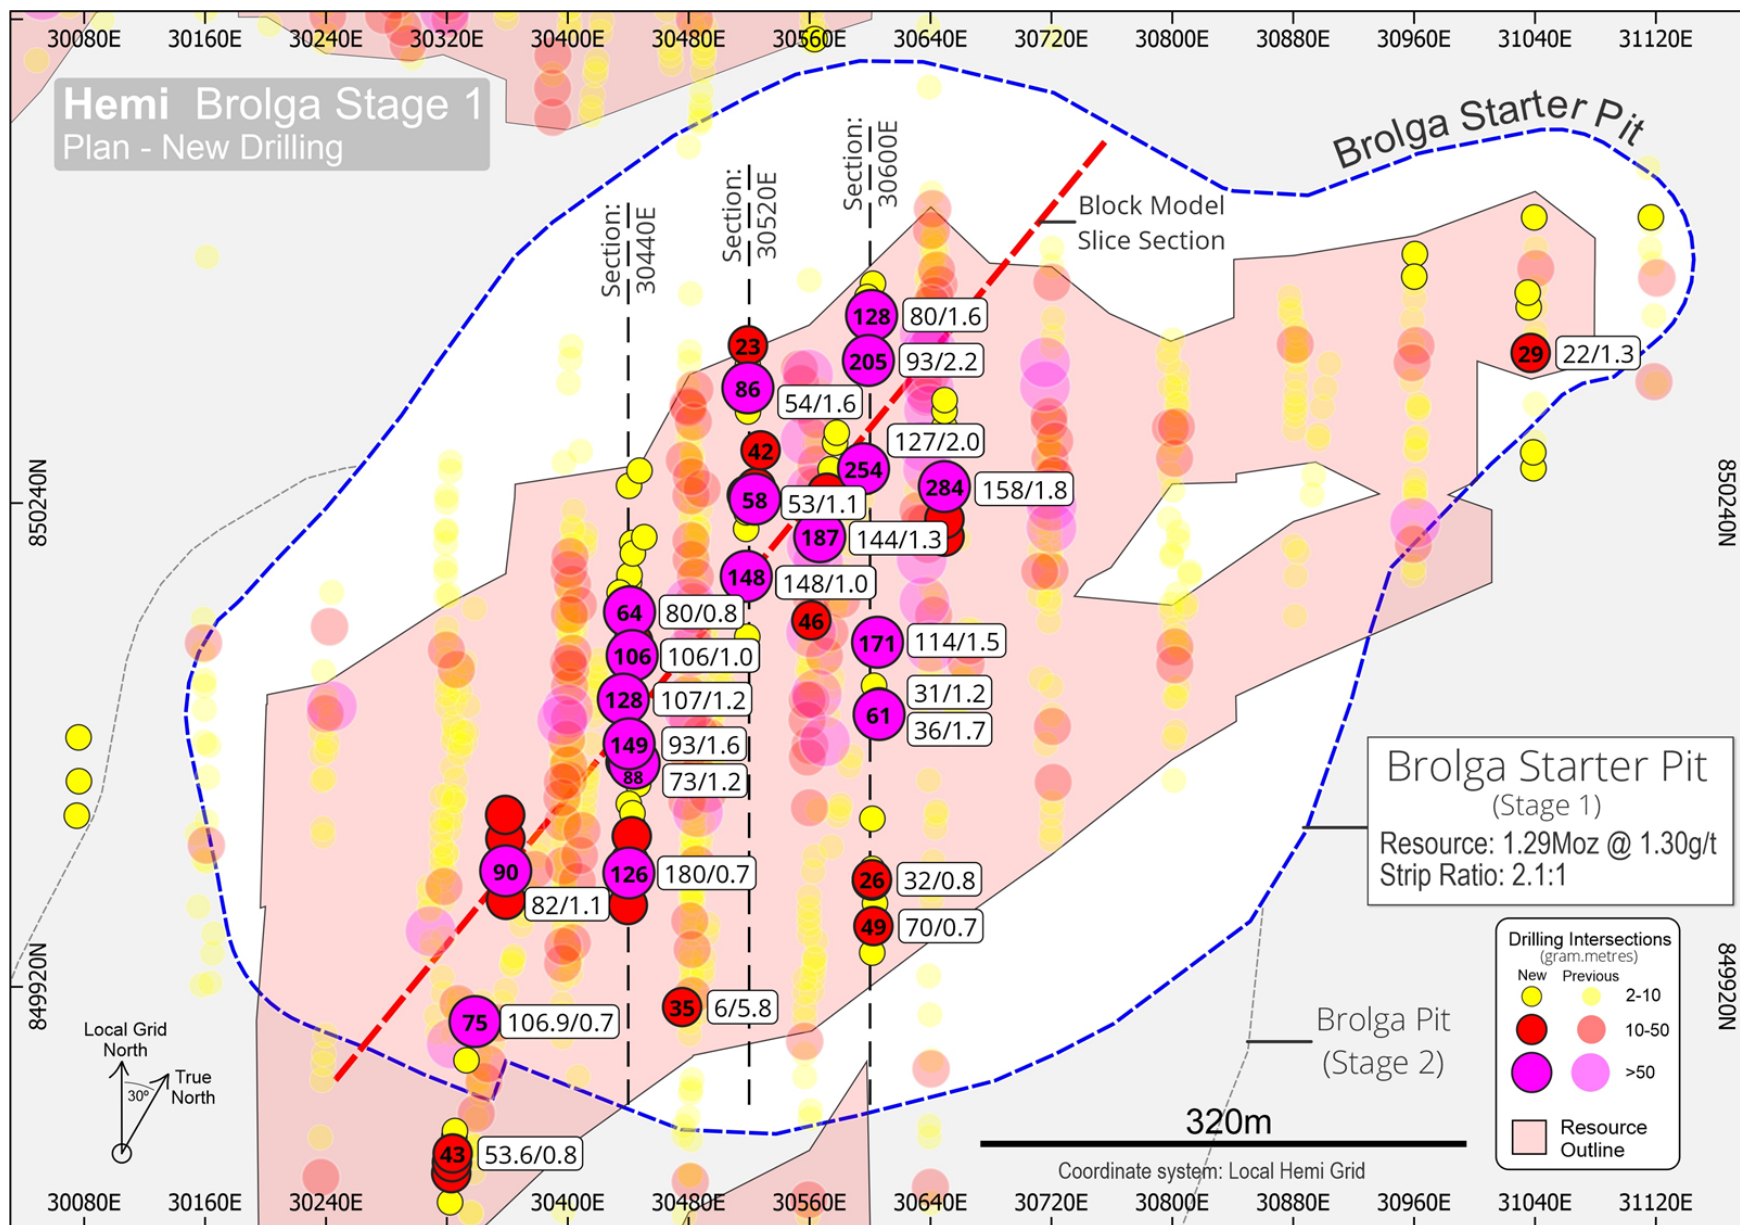 30080E 30160E 30240E 30320E 30400E 30480E 30560E 30640E 30720E 30800E 30880E 30960E 31040E 31120E
Hemi Brolga Stage 1
Plan - New Drilling
Brolga Starter Pit
Section:
30440E
Section:
30520E
Section:
30600E
Block Model
Slice Section
128 80/1.6
205 93/2.2
23
86 54/1.6
29 22/1.3
42
127/2.0
254
284 158/1.8
58 53/1.1
187 144/1.3
148 148/1.0
64 80/0.8
46
106 106/1.0
171 114/1.5
128 107/1.2
31/1.2
61
36/1.7
149 93/1.6
88 73/1.2
90
82/1.1
126 180/0.7
26 32/0.8
49 70/0.7
75 106.9/0.7
35 6/5.8
43 53.6/0.8
850240N
850240N
849920N
849920N
Brolga Starter Pit
(Stage 1)
Resource: 1.29Moz @ 1.30g/t
Strip Ratio: 2.1:1
Brolga Pit
(Stage 2)
Drilling Intersections
(gram.metres)
New Previous
2-10
10-50
>50
Resource
Outline
Local Grid
North
True
North
30º
320m
Coordinate system: Local Hemi Grid
30080E 30160E 30240E 30320E 30400E 30480E 30560E 30640E 30720E 30800E 30880E 30960E 31040E 31120E